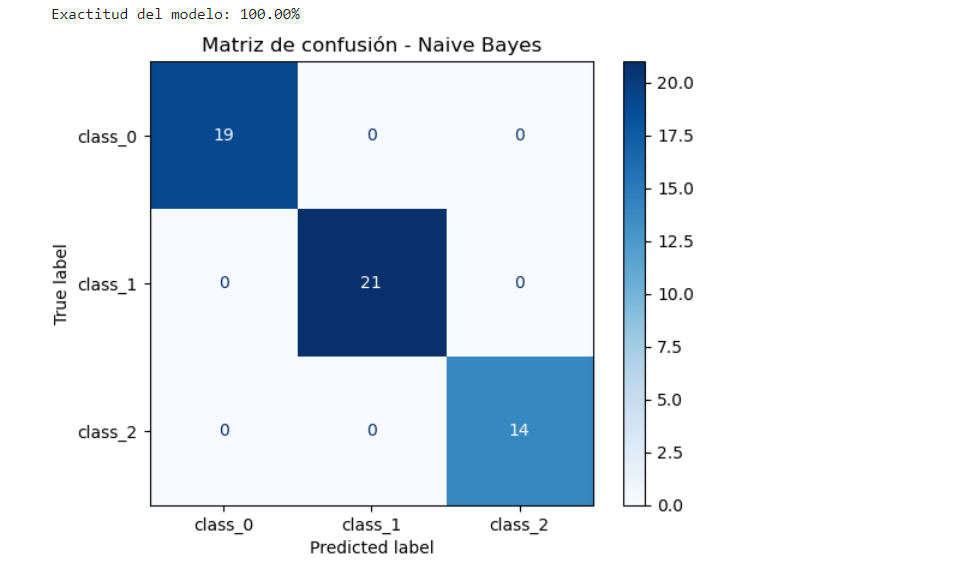 Exactitud del modelo: 100.00%
Matriz de confusión - Naive Bayes
20.0
17.5
15.0
12.5
10.0
7.5
5.0
2.5
0.0
True label
class_0
19 0 0
class_1
0 21 0
class_2
0 0 14
class_0 class_1 class_2
Predicted label